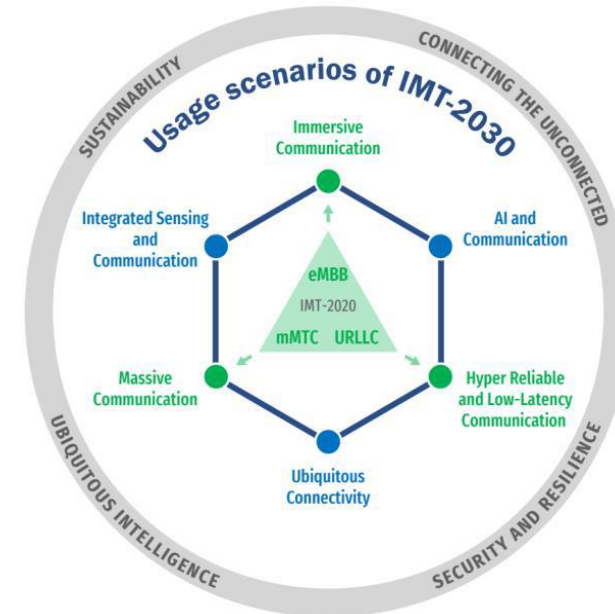 SUSTAINABILITY
CONNECTING THE UNCONNECTED
Usage scenarios of IMT-2030
Immersive
Communication
Integrated Sensing
and
Communication
AI and
Communication
eMBB
IMT-2020
mMTC URLLC
Massive
Communication
Hyper Reliable
and Low-Latency
Communication
Ubiquitous
Connectivity
UBIQUITOUS INTELLIGENCE
SECURITY AND RESILIENCE